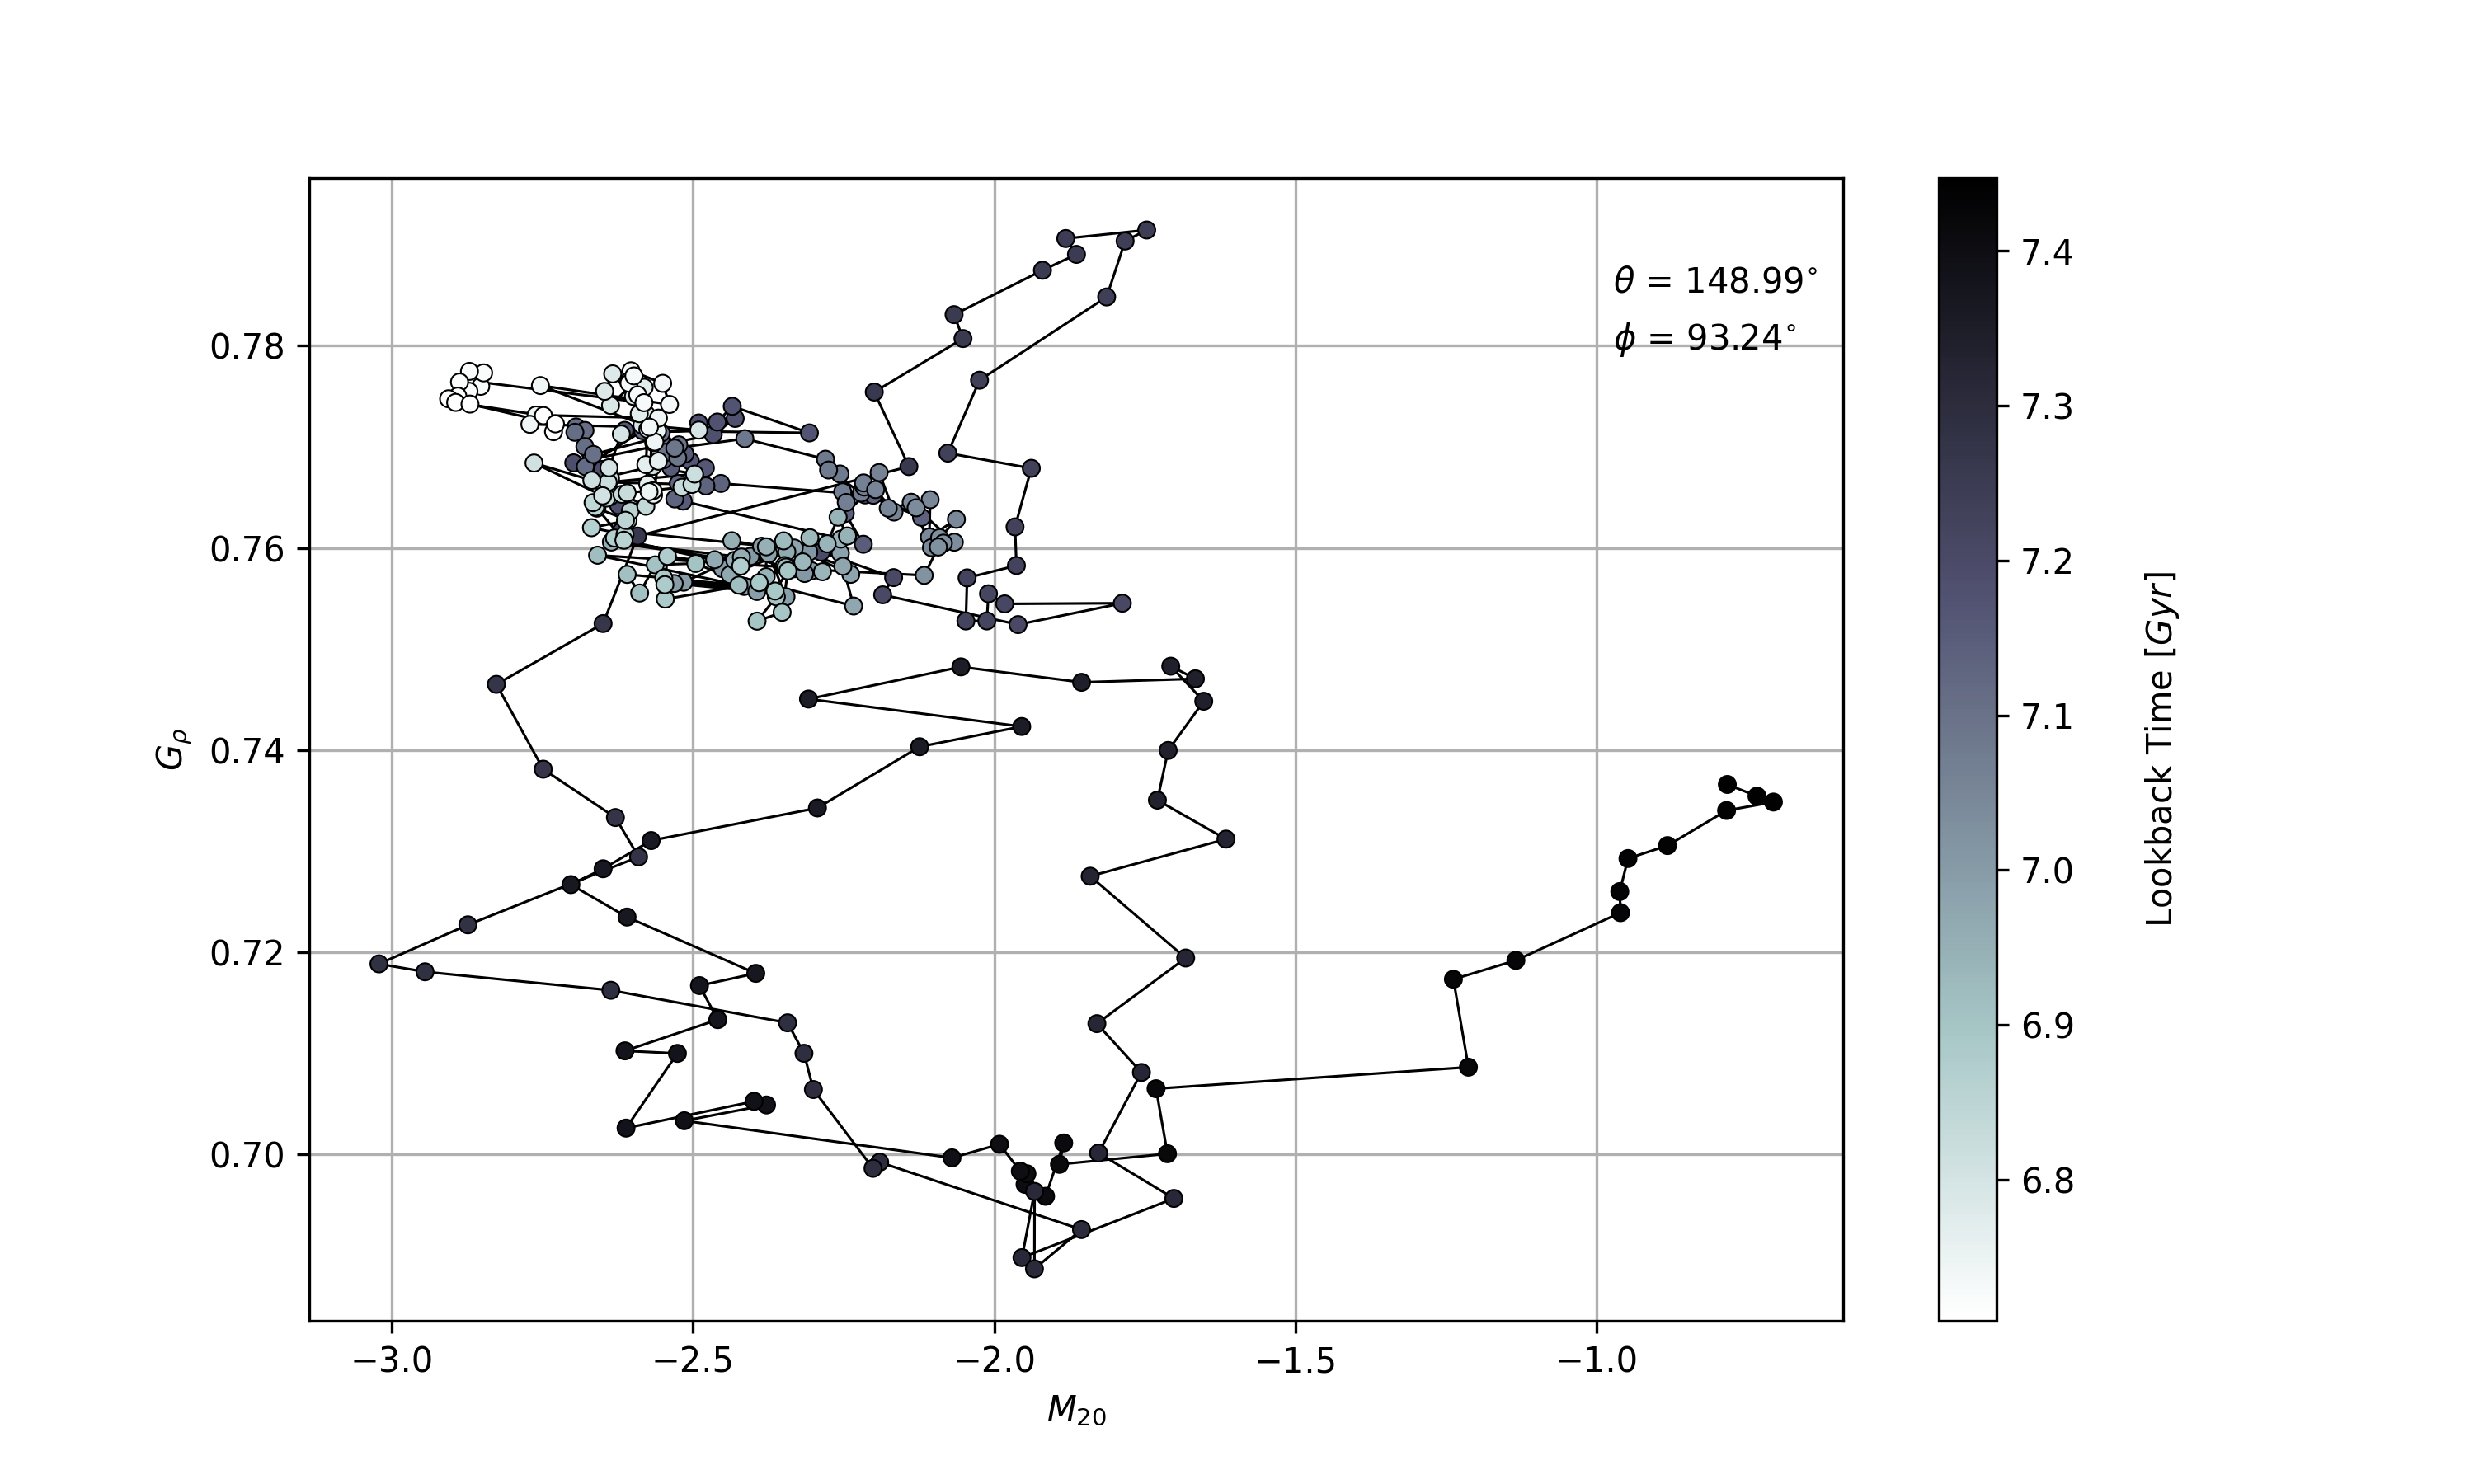 θ = 148.99°
ϕ = 93.24°
0.78
0.76
0.74
0.72
0.70
G_ρ
−3.0 −2.5 −2.0 −1.5 −1.0
M_20
7.4
7.3
7.2
7.1
7.0
6.9
6.8
Lookback Time [Gyr]